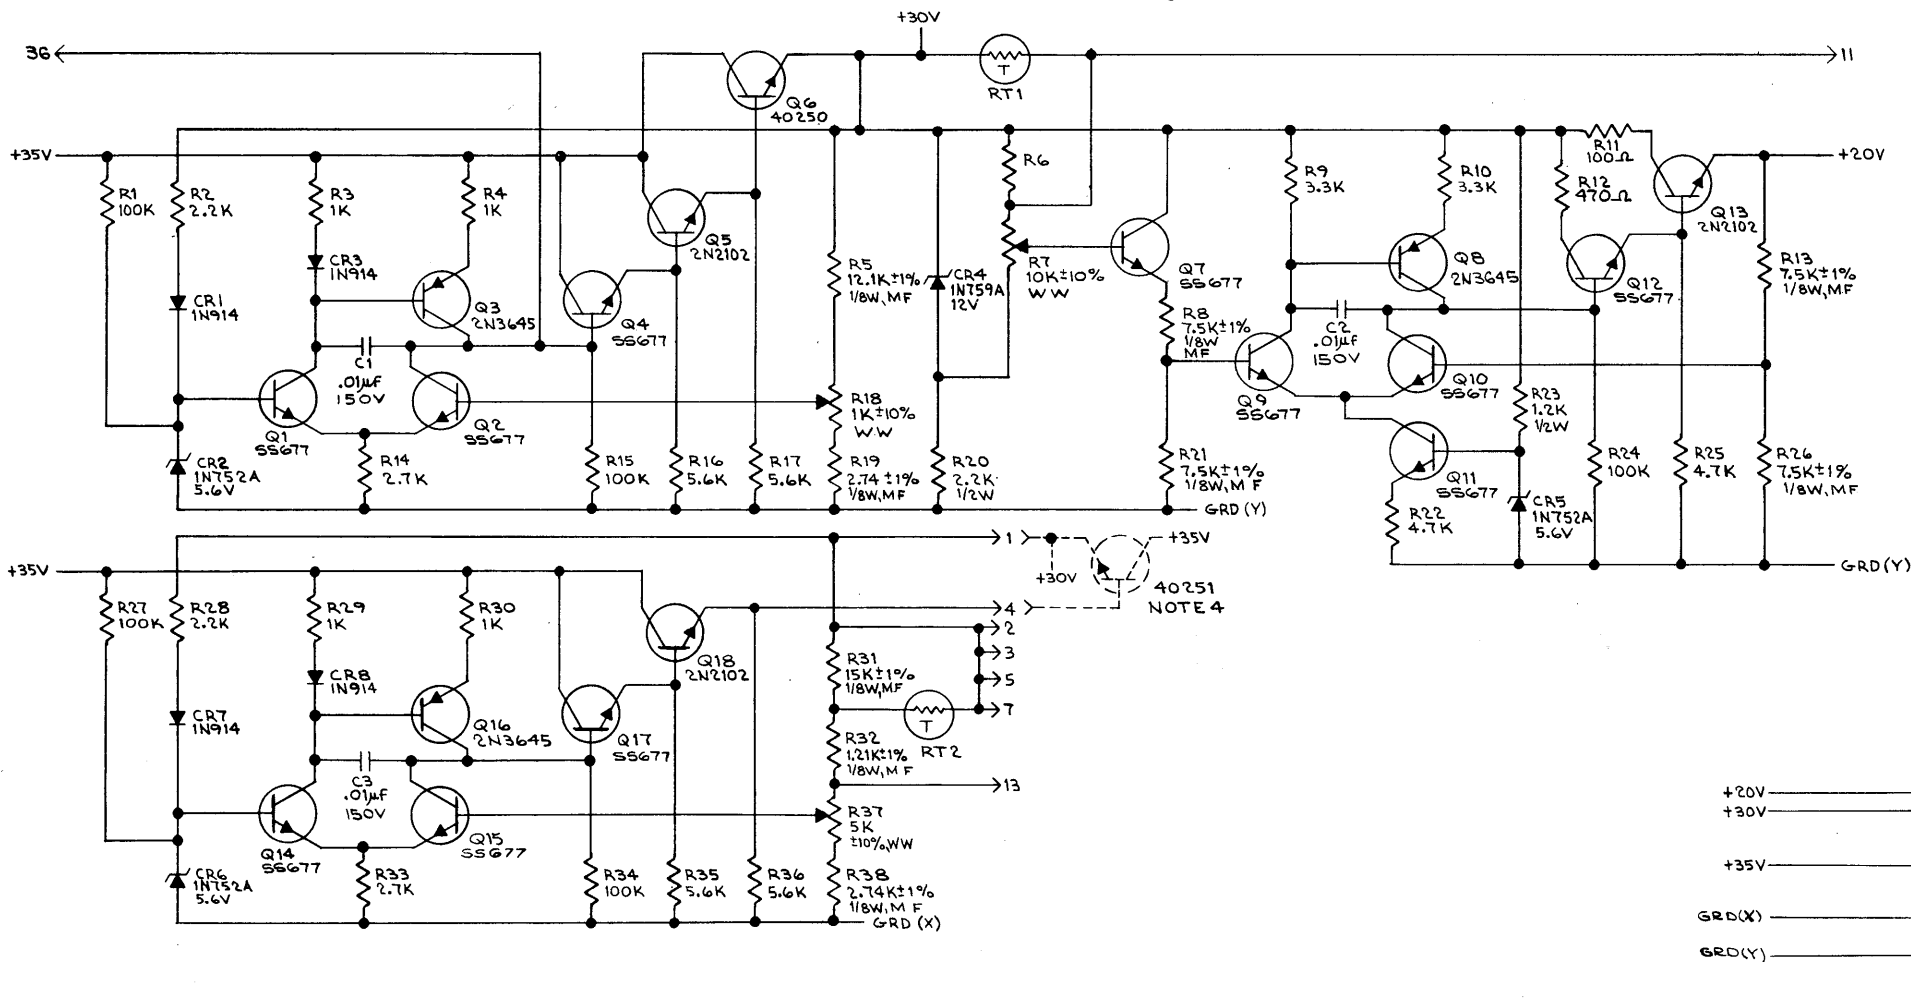 +30V
36
11
RT1
T
Q6
40250
+35V
R1
100K
R2
2.2K
R3
1K
R4
1K
Q5
2N2102
R6
R9
3.3K
R10
3.3K
R11
100Ω
R12
470Ω
+20V
Q13
2N2102
CR3
1N914
CR1
1N914
Q3
2N3645
Q4
SS677
R5
12.1K±1%
1/8W,MF
CR4
1N759A
12V
R7
10K±10%
WW
Q7
SS677
Q8
2N3645
Q12
SS677
R13
7.5K±1%
1/8W,MF
R8
7.5K±1%
1/8W
MF
C1
.01µF
150V
C2
.01µF
150V
Q1
SS677
Q2
SS677
R18
1K±10%
WW
Q9
SS677
Q10
SS677
R23
1.2K
1/2W
CR2
1N752A
5.6V
R14
2.7K
R15
100K
R16
5.6K
R17
5.6K
R19
2.74±1%
1/8W,MF
R20
2.2K
1/2W
R21
7.5K±1%
1/8W,MF
Q11
SS677
R24
100K
R25
4.7K
R26
7.5K±1%
1/8W,MF
R22
4.7K
CR5
1N752A
5.6V
GRD(Y)
GRD(Y)
+35V
1
+35V
+30V
40251
NOTE 4
4
2
3
5
7
13
R27
100K
R28
2.2K
R29
1K
R30
1K
Q18
2N2102
R31
15K±1%
1/8W,MF
CR8
1N914
CR7
1N914
Q16
2N3645
Q17
SS677
T
RT2
R32
1.21K±1%
1/8W,MF
C3
.01µF
150V
R37
5K
±10%,WW
Q14
SS677
Q15
SS677
CR6
1N752A
5.6V
R33
2.7K
R34
100K
R35
5.6K
R36
5.6K
R38
2.74K±1%
1/8W,MF
GRD(X)
+20V
+30V
+35V
GRD(X)
GRD(Y)